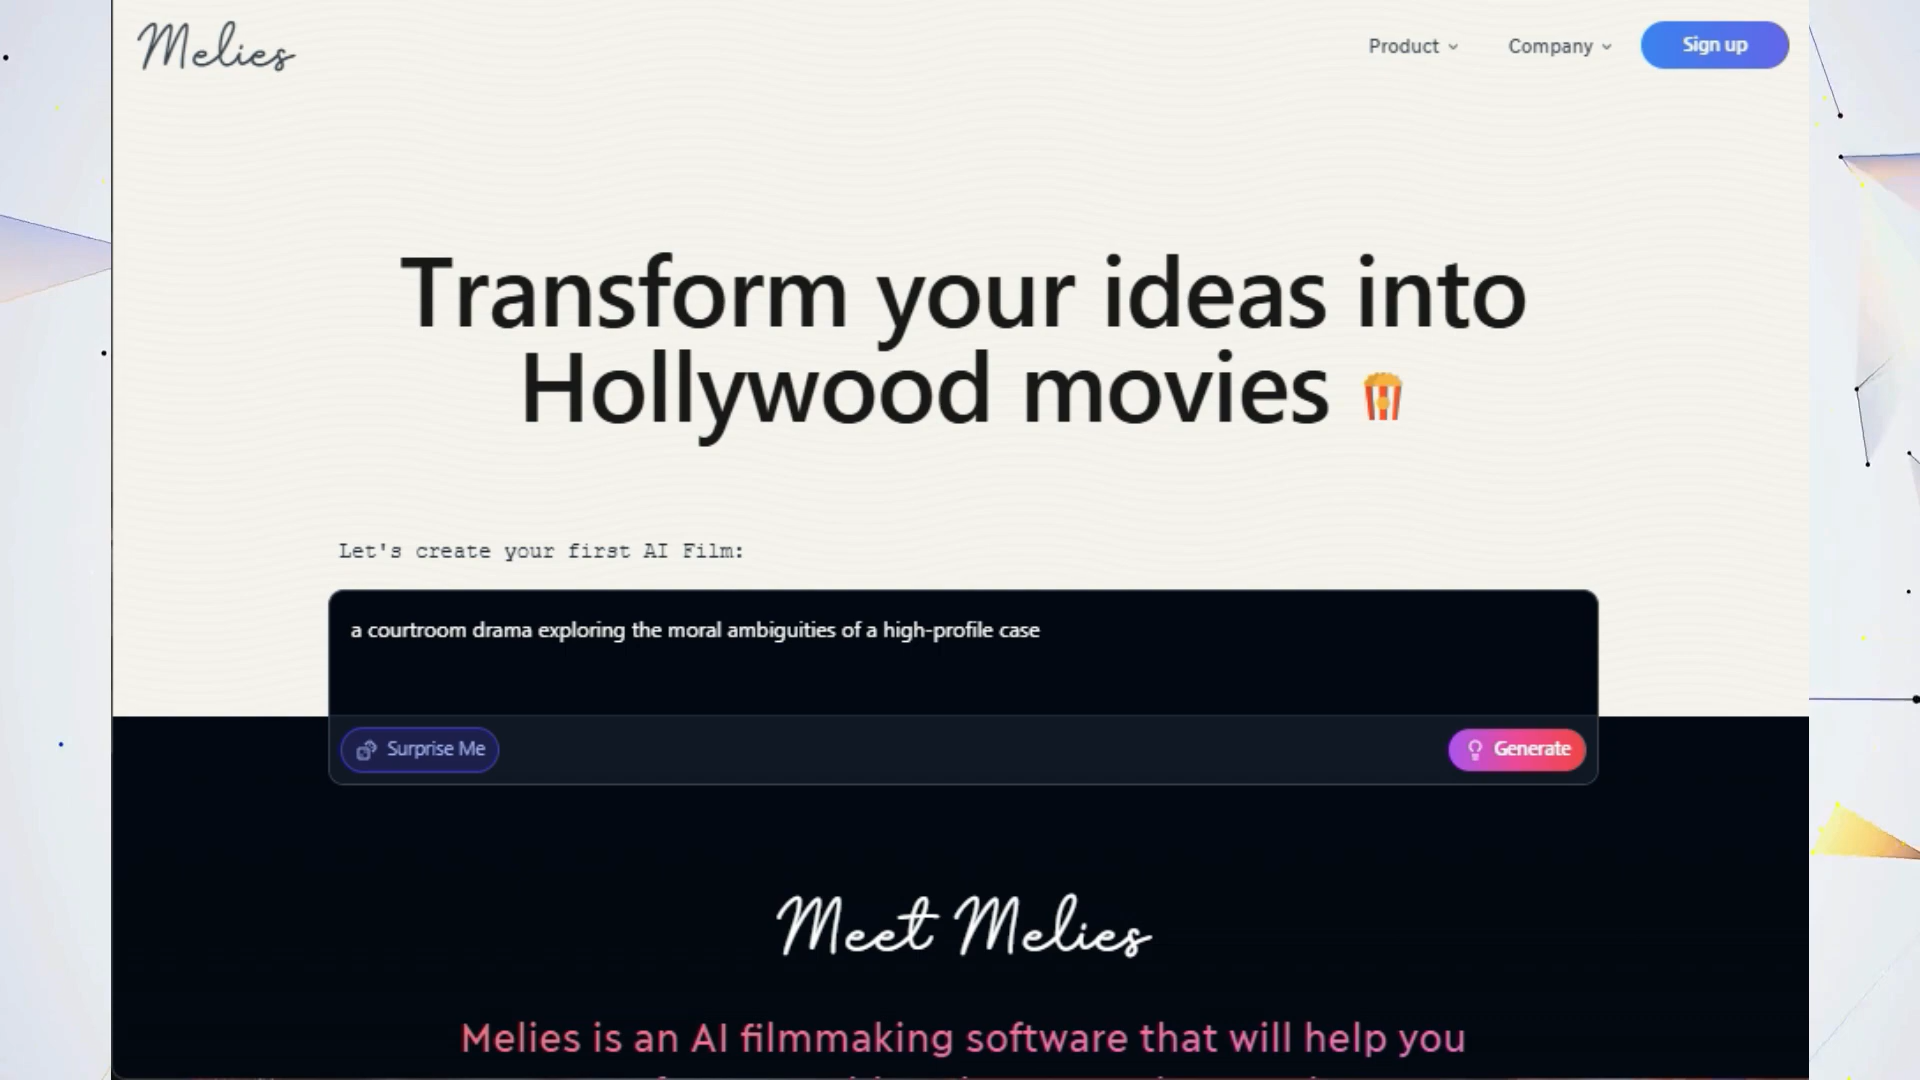 Melies
Product
Company
Sign up
Transform your ideas into
Hollywood movies
Let's create your first AI Film:
a courtroom drama exploring the moral ambiguities of a high-profile case
Surprise Me
Generate
Meet Melies
Melies is an AI filmmaking software that will help you